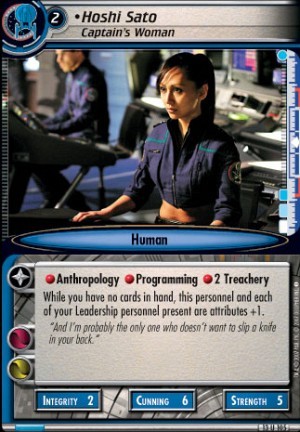 2 •Hoshi Sato
Captain's Woman
Human
Anthropology Programming 2 Treachery
While you have no cards in hand, this personnel and each
of your Leadership personnel present are attributes +1.
"And I'm probably the only one who doesn't want to slip a knife
in your back."
Integrity 2 Cunning 6 Strength 5